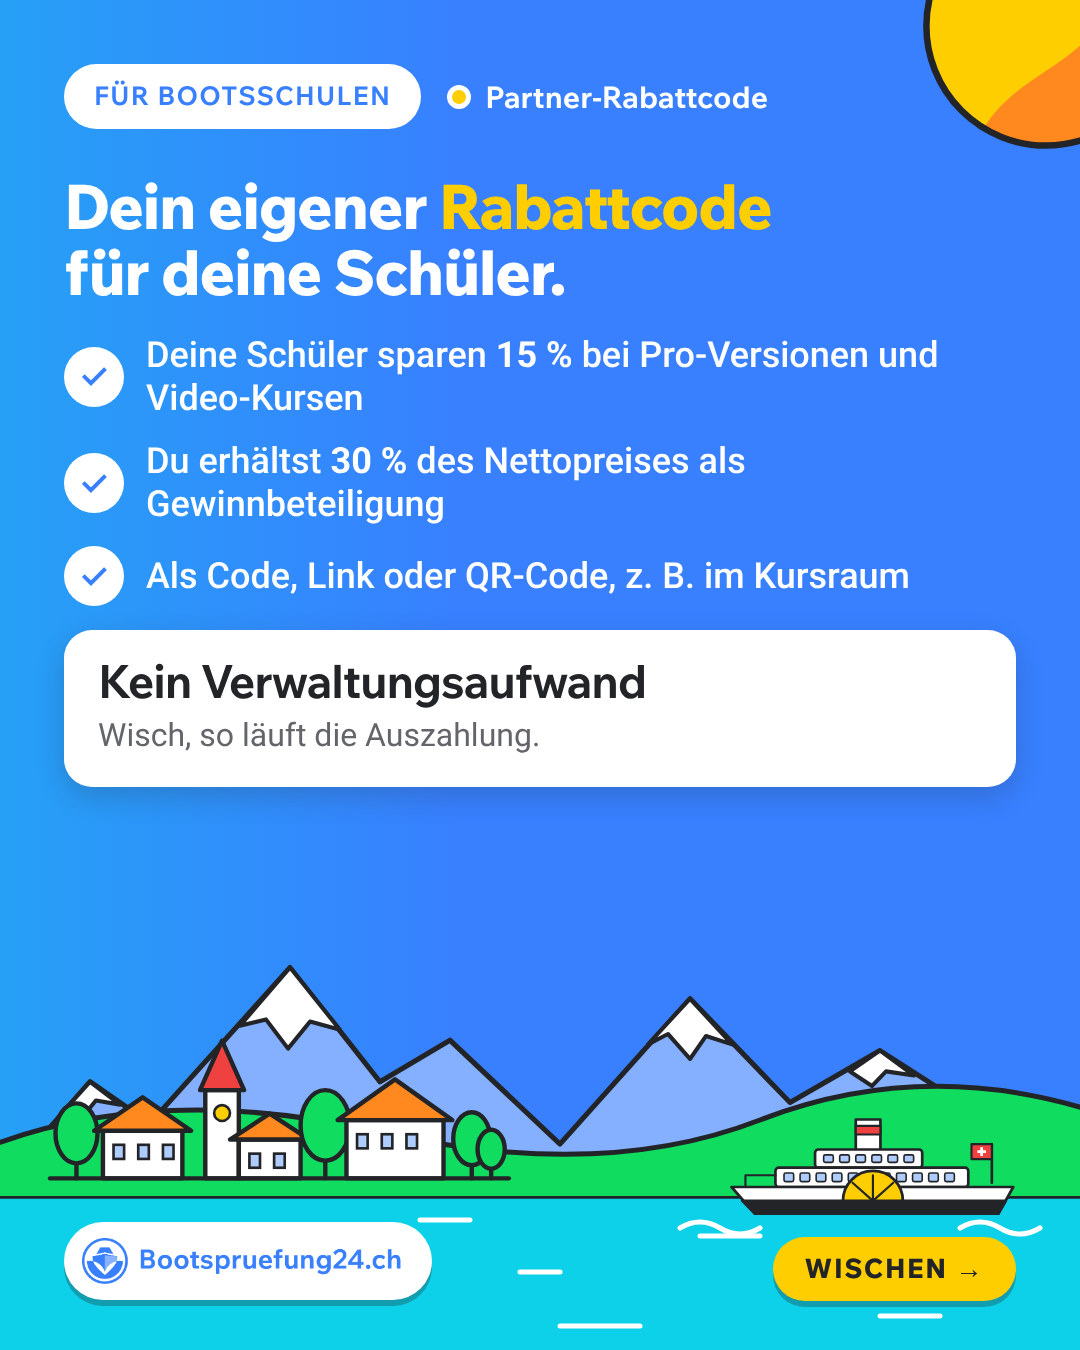 FÜR BOOTSSCHULEN
Partner-Rabattcode
Dein eigener Rabattcode
für deine Schüler.
Deine Schüler sparen 15 % bei Pro-Versionen und
Video-Kursen
Du erhältst 30 % des Nettopreises als
Gewinnbeteiligung
Als Code, Link oder QR-Code, z. B. im Kursraum
Kein Verwaltungsaufwand
Wisch, so läuft die Auszahlung.
Bootspruefung24.ch
WISCHEN →